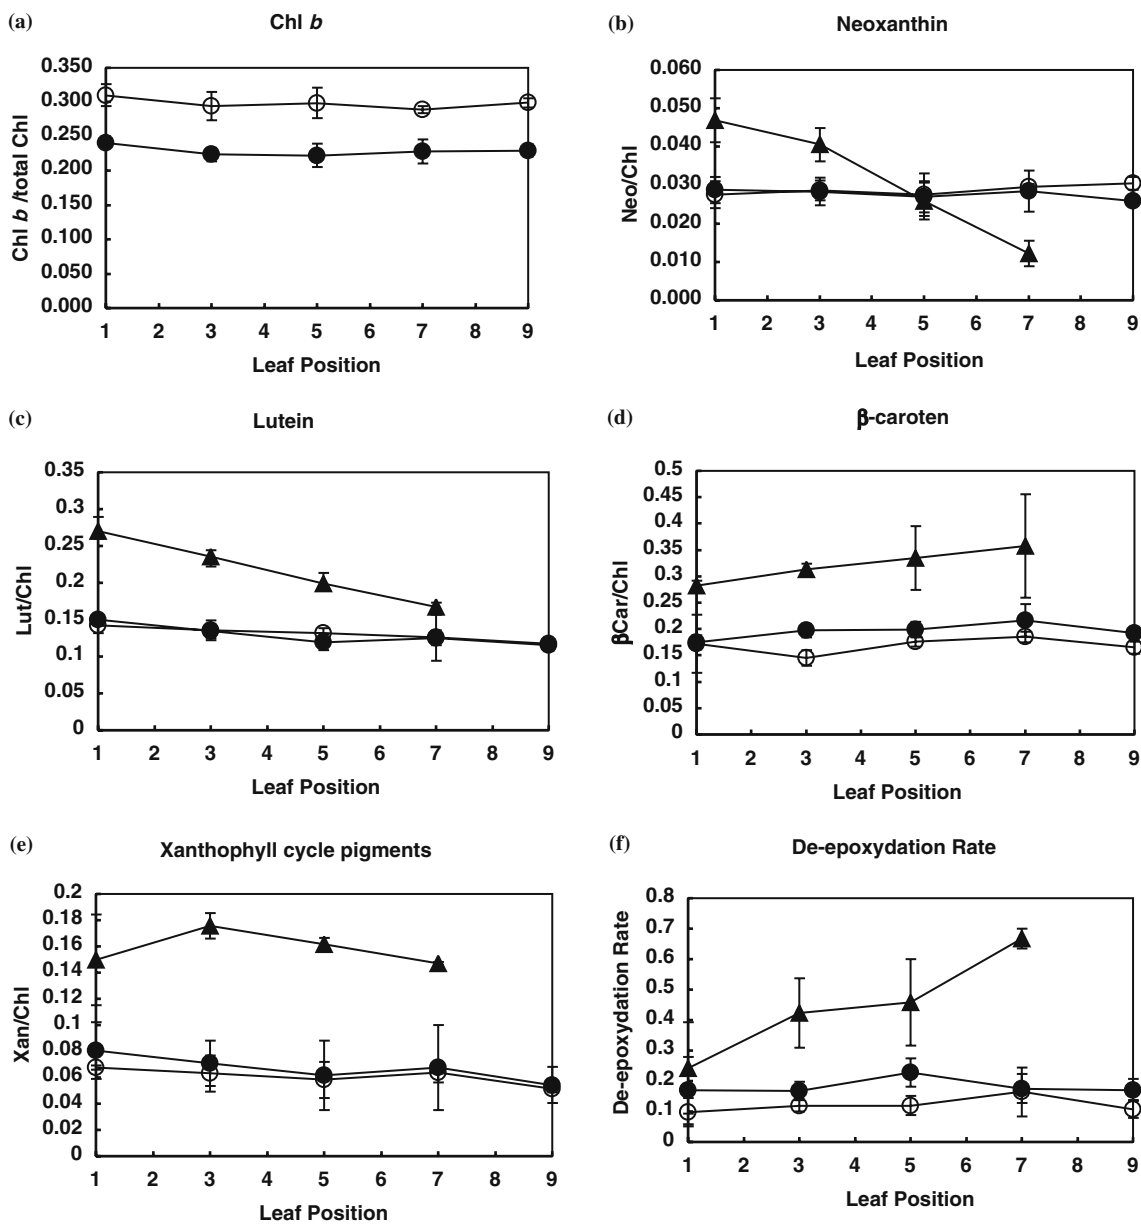 (a)
Chl b
Chl b /total Chl
0.350
0.300
0.250
0.200
0.150
0.100
0.050
0.000
1 2 3 4 5 6 7 8 9
Leaf Position
(b)
Neoxanthin
Neo/Chl
0.060
0.050
0.040
0.030
0.020
0.010
0.000
1 2 3 4 5 6 7 8 9
Leaf Position
(c)
Lutein
Lut/Chl
0.35
0.3
0.25
0.2
0.15
0.1
0.05
0
1 2 3 4 5 6 7 8 9
Leaf Position
(d)
β-caroten
βCar/Chl
0.5
0.45
0.4
0.35
0.3
0.25
0.2
0.15
0.1
0.05
0
1 2 3 4 5 6 7 8 9
Leaf Position
(e)
Xanthophyll cycle pigments
Xan/Chl
0.2
0.18
0.16
0.14
0.12
0.1
0.08
0.06
0.04
0.02
0
1 2 3 4 5 6 7 8 9
Leaf Position
(f)
De-epoxydation Rate
De-epoxydation Rate
0.8
0.7
0.6
0.5
0.4
0.3
0.2
0.1
0
1 2 3 4 5 6 7 8 9
Leaf Position